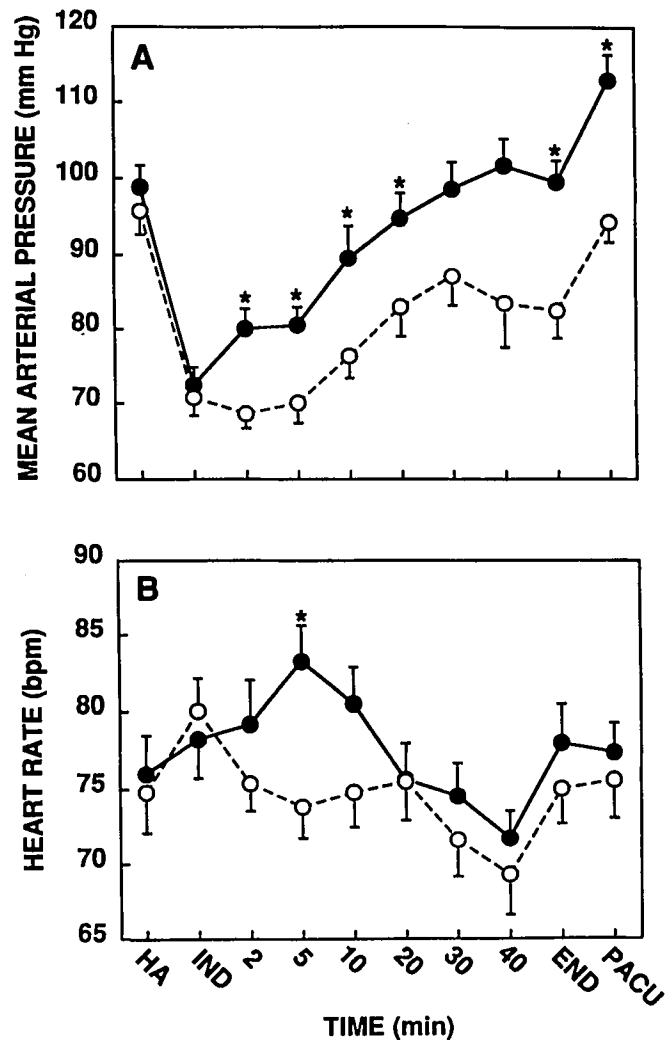 A
MEAN ARTERIAL PRESSURE (mm Hg)
120
110
100
90
80
70
60
* * * * * *
B
HEART RATE (bpm)
90
85
80
75
70
65
*
HA IND 2 5 10 20 30 40 END PACU
TIME (min)